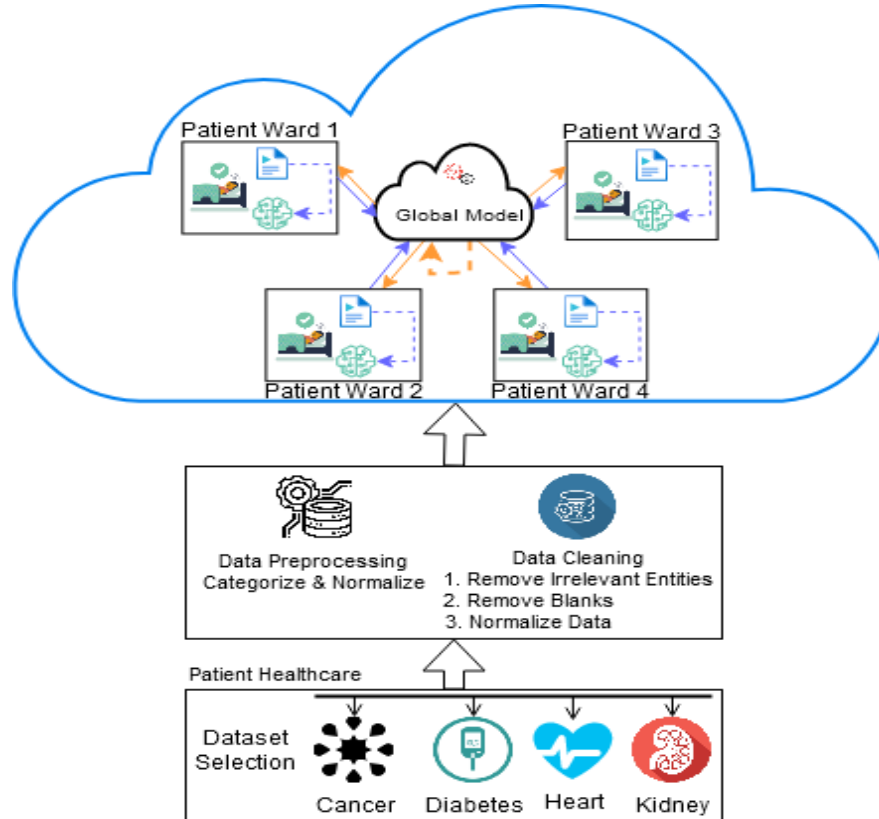 Patient Ward 1
Patient Ward 3
Global Model
Patient Ward 2
Patient Ward 4
Data Preprocessing
Categorize & Normalize
Data Cleaning
1. Remove Irrelevant Entities
2. Remove Blanks
3. Normalize Data
Patient Healthcare
Dataset
Selection
Cancer
Diabetes
Heart
Kidney